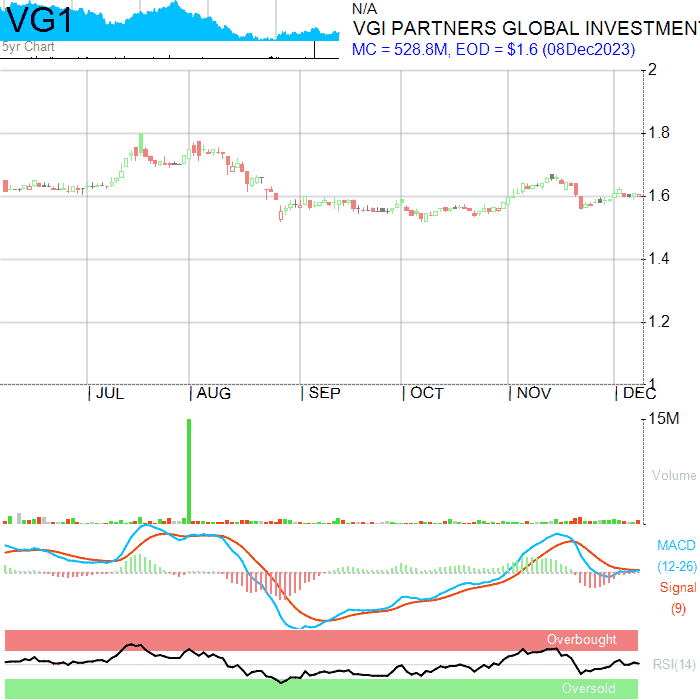 VG1
5yr Chart
N/A
VGI PARTNERS GLOBAL INVESTMEN
MC = 528.8M, EOD = $1.6 (08Dec2023)
2
1.8
1.6
1.4
1.2
1
JUL AUG SEP OCT NOV DEC
15M
Volume
MACD
(12-26)
Signal
(9)
Overbought
RSI(14)
Oversold